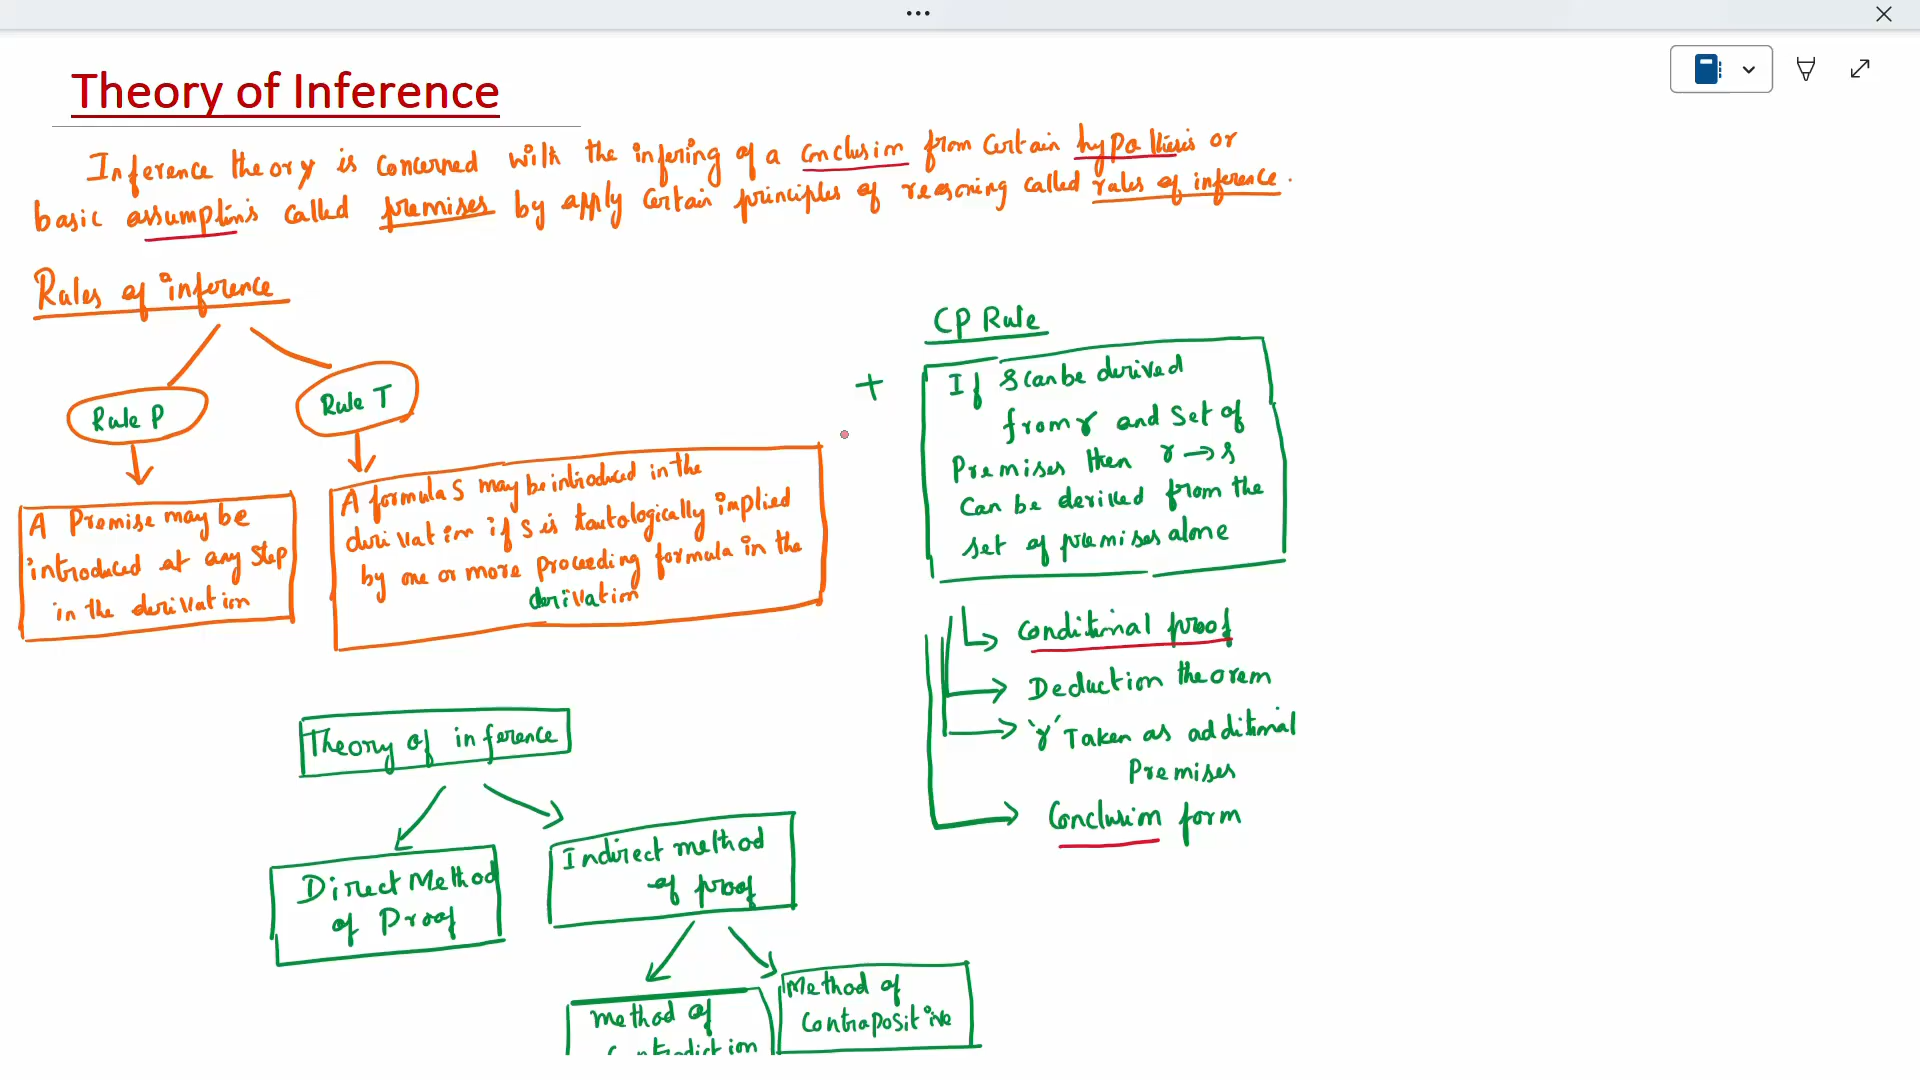 Theory of Inference
Inference theory is concerned with the infering of a conclusion from certain hypothesis or
basic assumptins called premises by apply certain principles of reasoning called rules of inference.
Rules of inference
Rule P
Rule T
A Premise may be
introduced at any step
in the derivation
A formula S may be introduced in the
derivation if S is tautologically implied
by one or more proceeding formula in the
derivation
+
CP Rule
If s can be derived
from r and set of
Premises then r → s
Can be derived from the
set of premises alone
Conditional proof
Deduction theorem
'r' Taken as additional
Premises
Conclusion form
Theory of inference
Direct Method
of Proof
Indirect method
of proof
Method of
Contradiction
Method of
Contrapositive